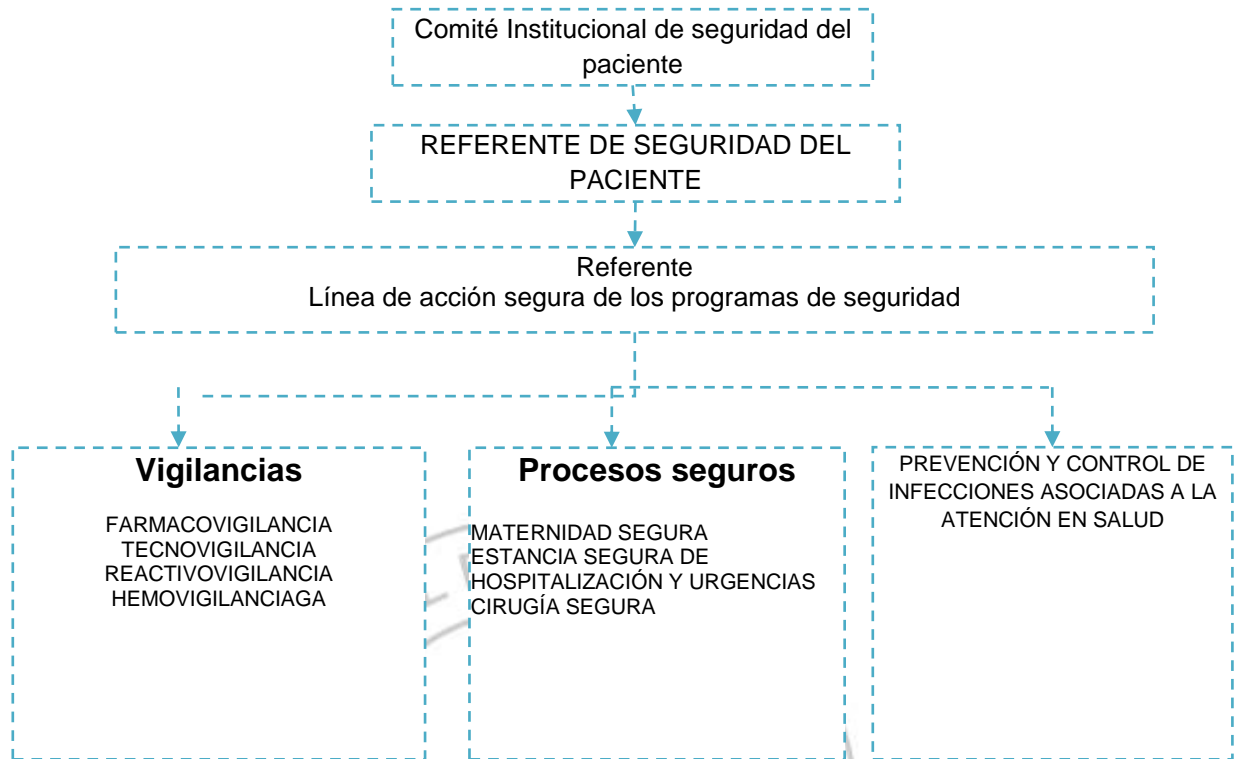 Comité Institucional de seguridad del
paciente
REFERENTE DE SEGURIDAD DEL
PACIENTE
Referente
Línea de acción segura de los programas de seguridad
Vigilancias
FARMACOVIGILANCIA
TECNOVIGILANCIA
REACTIVOVIGILANCIA
HEMOVIGILANCIAGA
Procesos seguros
MATERNIDAD SEGURA
ESTANCIA SEGURA DE
HOSPITALIZACIÓN Y URGENCIAS
CIRUGÍA SEGURA
PREVENCIÓN Y CONTROL DE
INFECCIONES ASOCIADAS A LA
ATENCIÓN EN SALUD